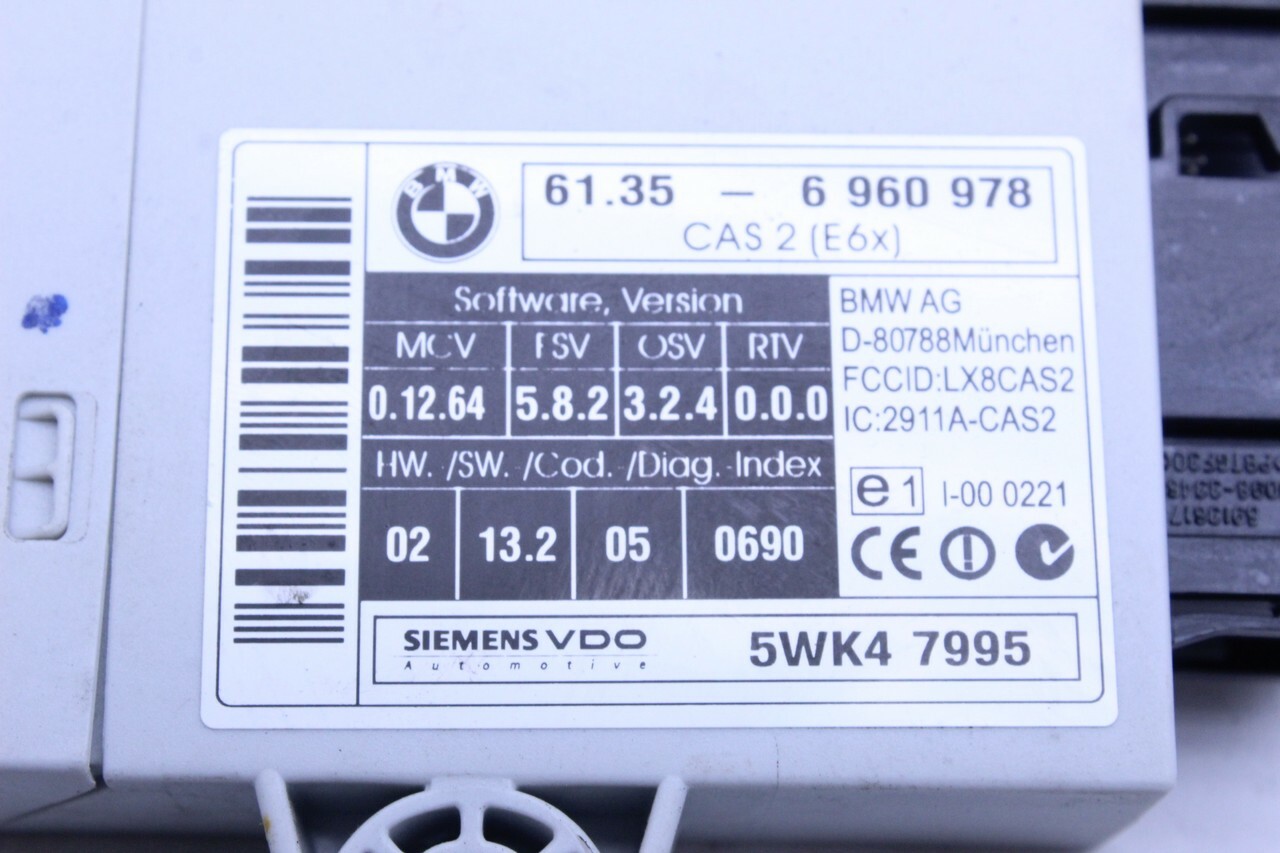 BMW
61.35 – 6 960 978
CAS 2 (E6x)
Software, Version
MCV FSV OSV RTV
0.12.64 5.8.2 3.2.4 0.0.0
HW. /SW. /Cod. /Diag. -Index
02 13.2 05 0690
BMW AG
D-80788München
FCCID:LX8CAS2
IC:2911A-CAS2
e1 I-00 0221
CE
SIEMENS VDO
Automotive
5WK4 7995